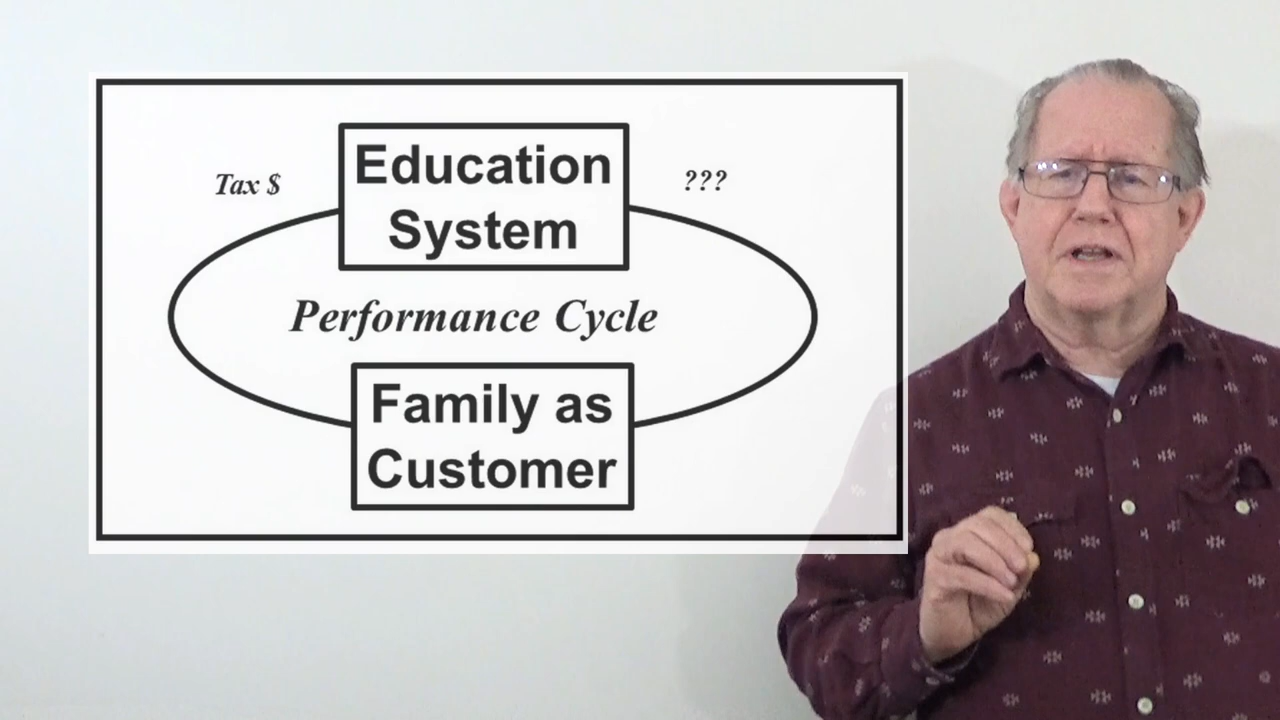 Tax $
Education
System
???
Performance Cycle
Family as
Customer